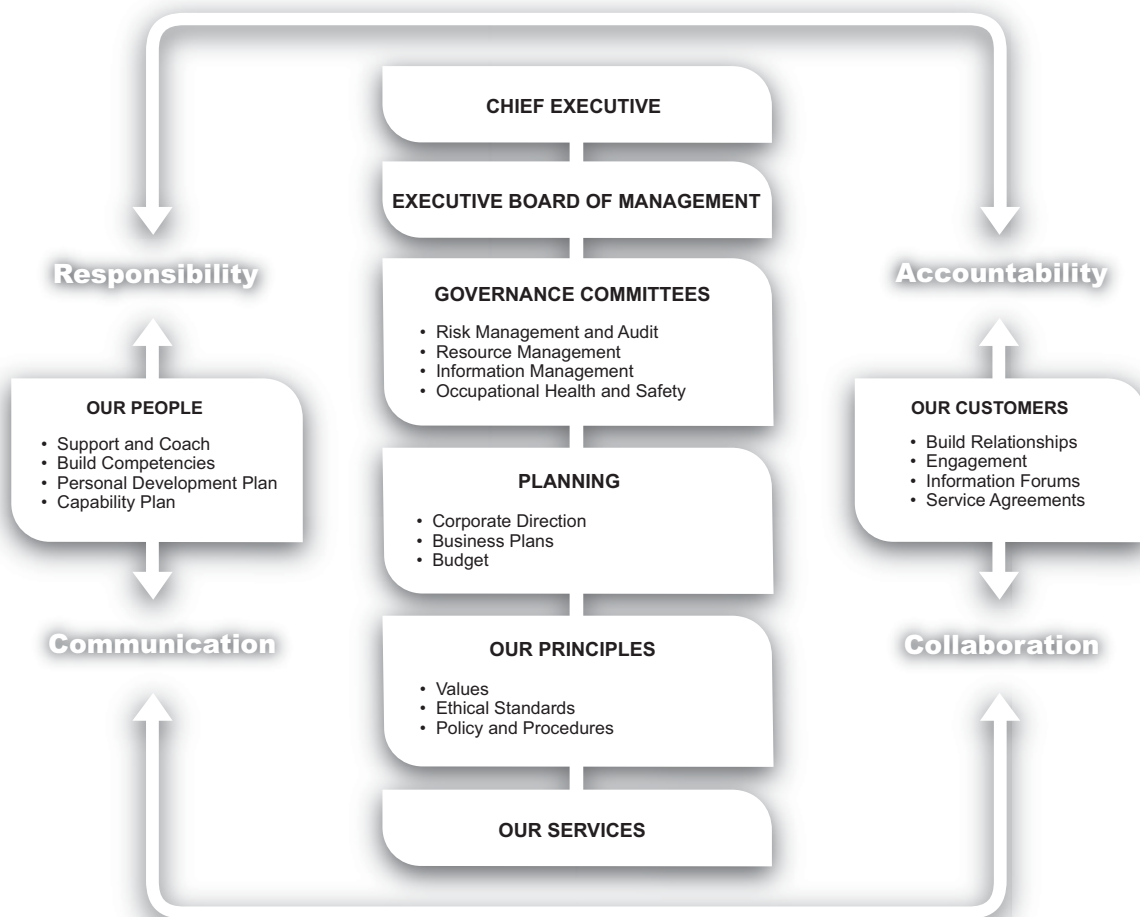 CHIEF EXECUTIVE
EXECUTIVE BOARD OF MANAGEMENT
Responsibility
Accountability
GOVERNANCE COMMITTEES
• Risk Management and Audit
• Resource Management
• Information Management
• Occupational Health and Safety
OUR PEOPLE
• Support and Coach
• Build Competencies
• Personal Development Plan
• Capability Plan
OUR CUSTOMERS
• Build Relationships
• Engagement
• Information Forums
• Service Agreements
PLANNING
• Corporate Direction
• Business Plans
• Budget
Communication
Collaboration
OUR PRINCIPLES
• Values
• Ethical Standards
• Policy and Procedures
OUR SERVICES